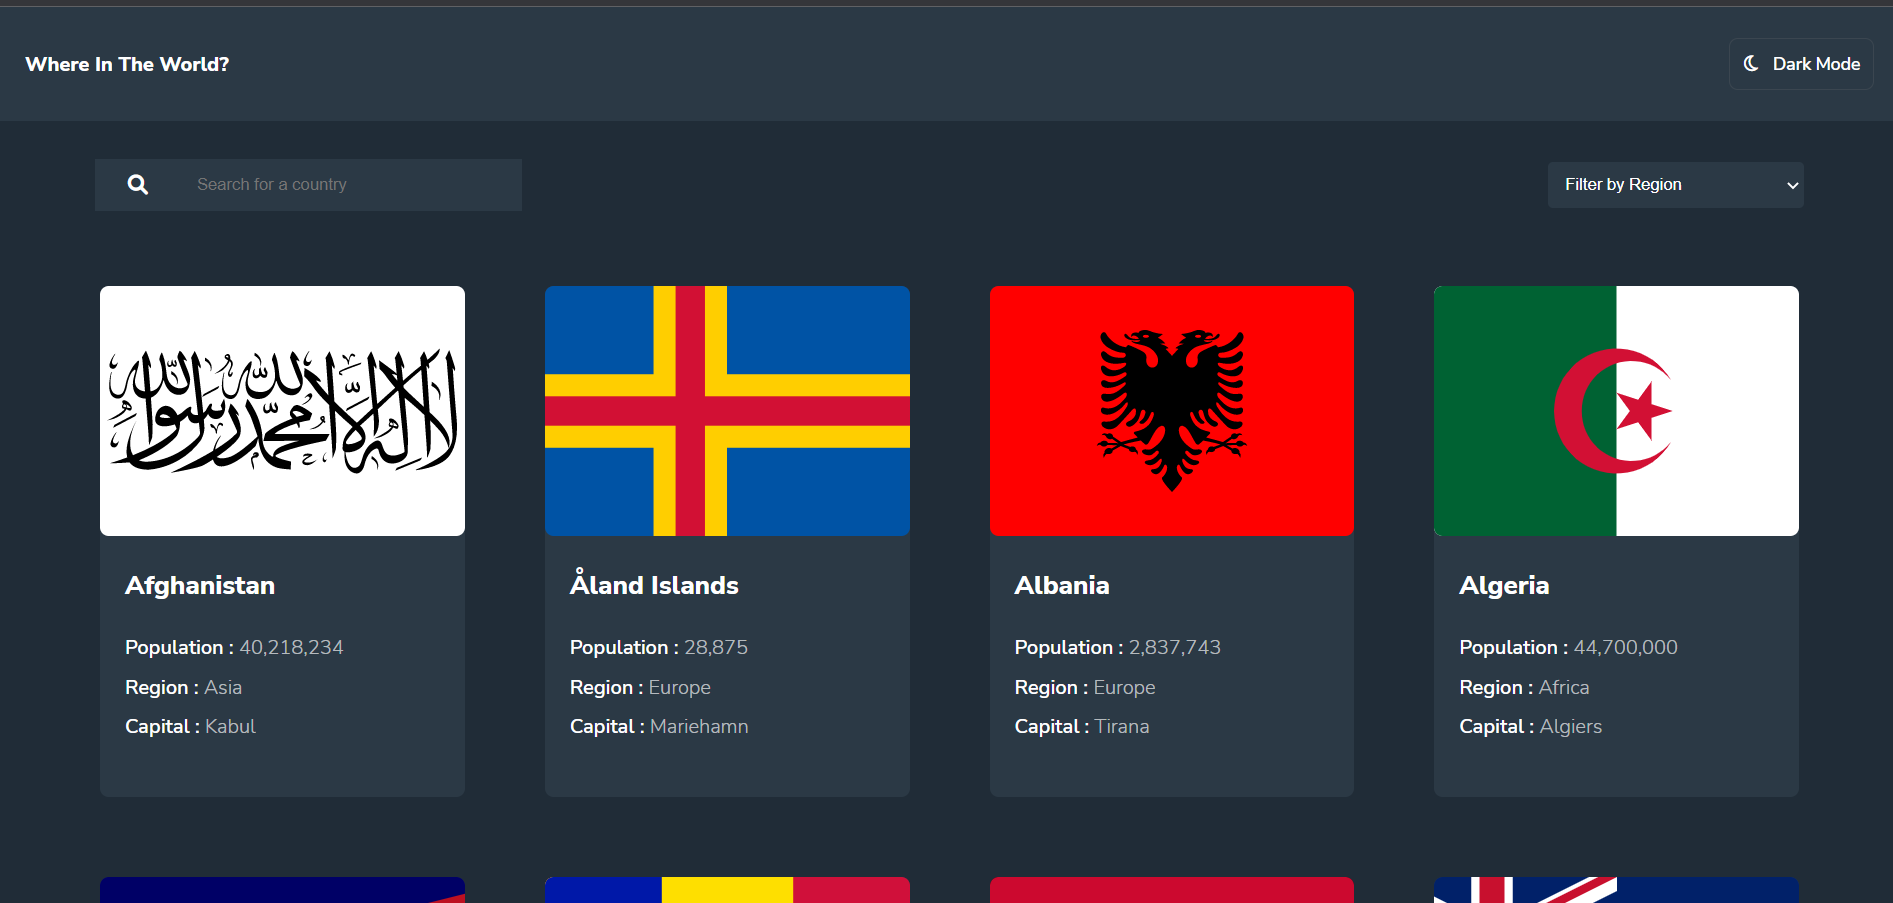 Where In The World?
Dark Mode
Search for a country
Filter by Region
لا إله إلا الله محمد رسول الله
Afghanistan
Population : 40,218,234
Region : Asia
Capital : Kabul
Åland Islands
Population : 28,875
Region : Europe
Capital : Mariehamn
Albania
Population : 2,837,743
Region : Europe
Capital : Tirana
Algeria
Population : 44,700,000
Region : Africa
Capital : Algiers